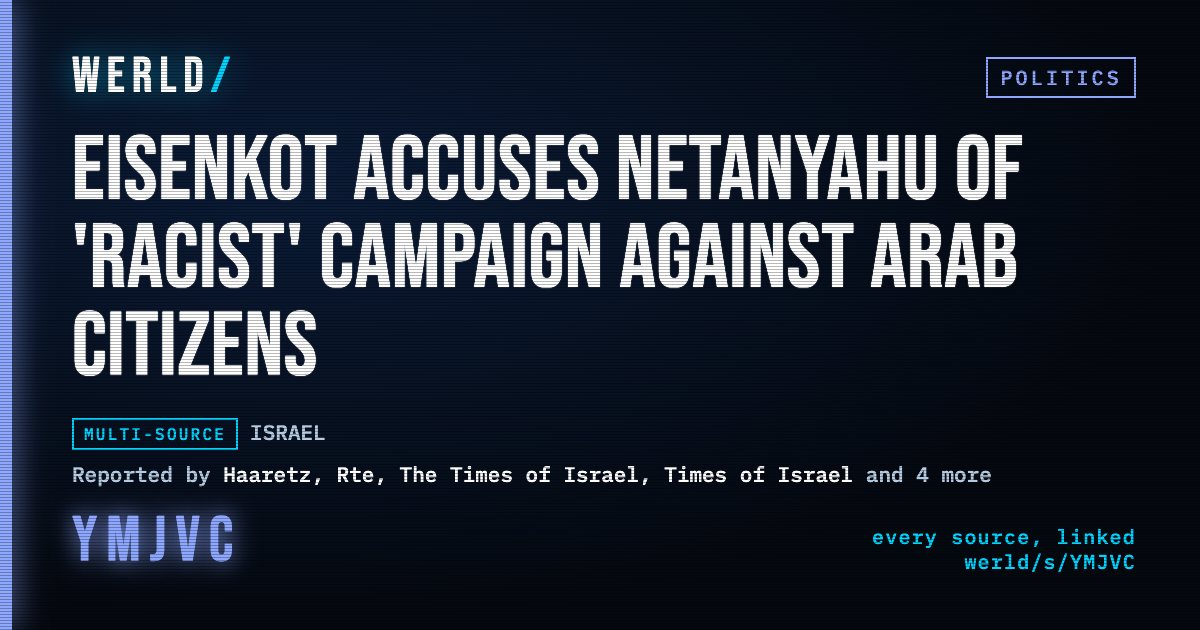 WERLD/
POLITICS
EISENKOT ACCUSES NETANYAHU OF
'RACIST' CAMPAIGN AGAINST ARAB
CITIZENS
MULTI-SOURCE ISRAEL
Reported by Haaretz, Rte, The Times of Israel, Times of Israel and 4 more
YMJVC
every source, linked
werld/s/YMJVC